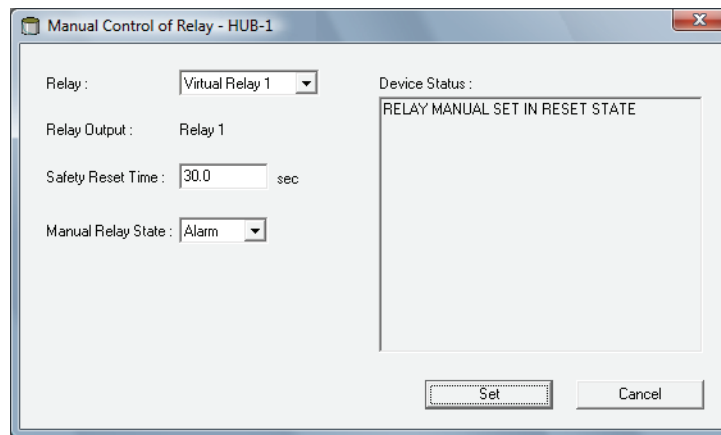 Manual Control of Relay - HUB-1
Relay :
Virtual Relay 1
Relay Output :
Relay 1
Safety Reset Time :
30.0
sec
Manual Relay State :
Alarm
Device Status :
RELAY MANUAL SET IN RESET STATE
Set
Cancel